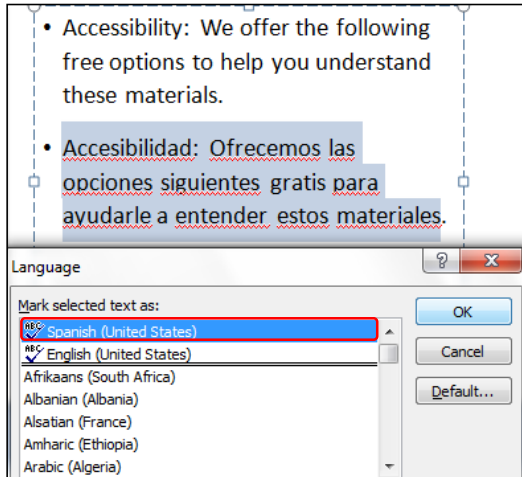 • Accessibility: We offer the following
free options to help you understand
these materials.
• Accesibilidad: Ofrecemos las
opciones siguientes gratis para
ayudarle a entender estos materiales.
Language
? X
Mark selected text as:
ABC Spanish (United States)
ABC English (United States)
Afrikaans (South Africa)
Albanian (Albania)
Alsatian (France)
Amharic (Ethiopia)
Arabic (Algeria)
OK
Cancel
Default...